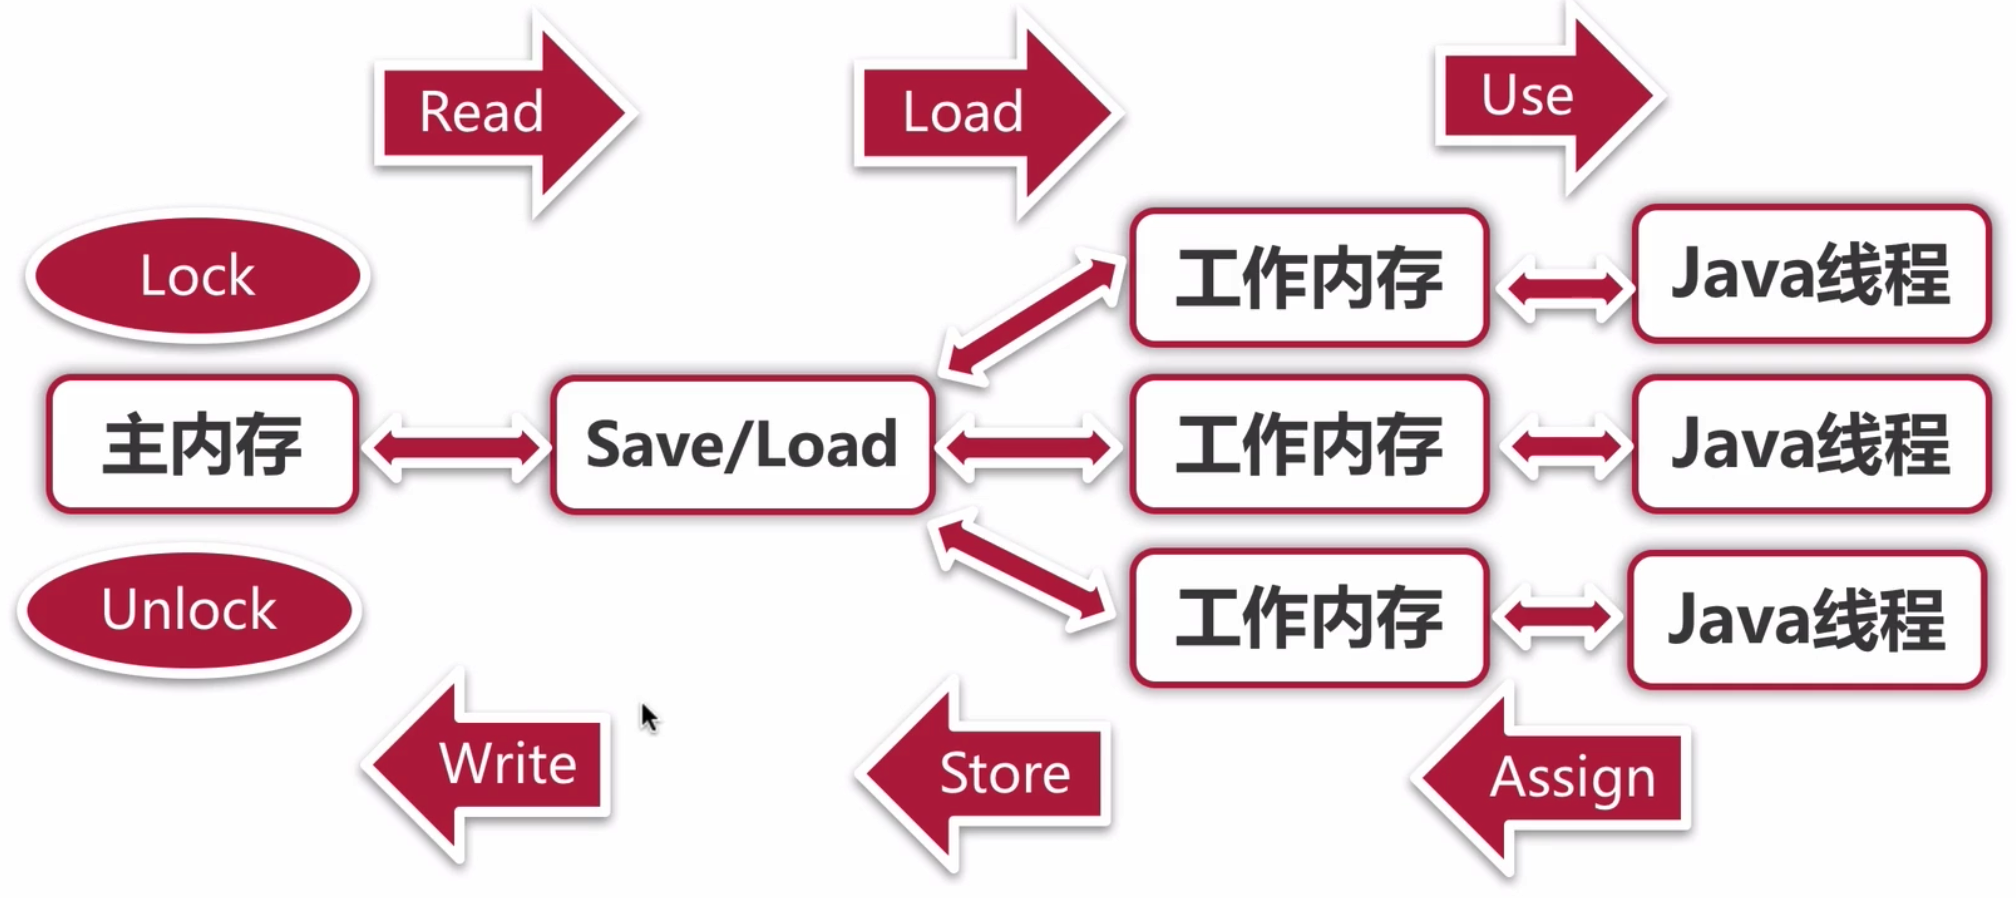 Read
Load
Use
Lock
工作内存
Java线程
主内存
Save/Load
工作内存
Java线程
Unlock
工作内存
Java线程
Write
Store
Assign